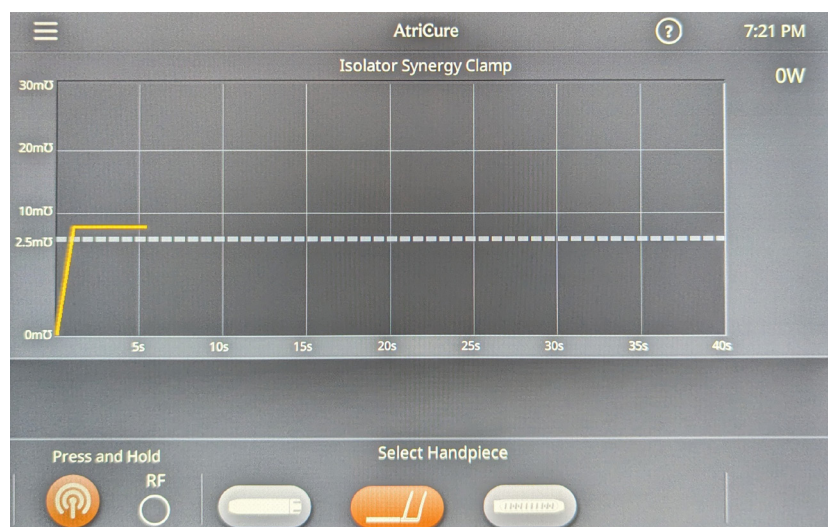 AtriCure
?
7:21 PM
Isolator Synergy Clamp
0W
30m℧
20m℧
10m℧
2.5m℧
0m℧
5s 10s 15s 20s 25s 30s 35s 40s
Press and Hold
RF
Select Handpiece